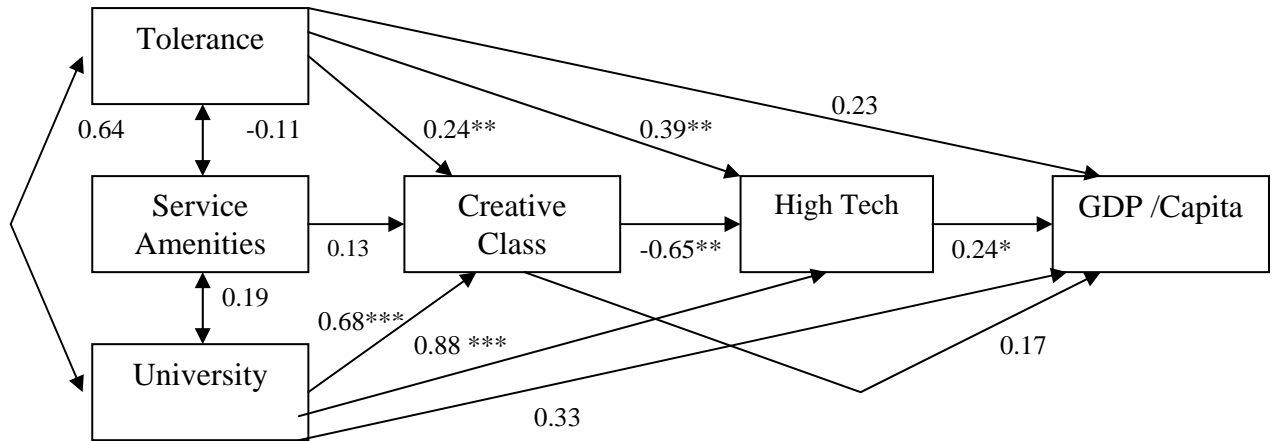 Tolerance
0.23
0.64
-0.11
0.24**
0.39**
Service
Amenities
Creative
Class
High Tech
GDP /Capita
0.13
-0.65**
0.24*
0.19
0.68***
0.88 ***
0.17
University
0.33